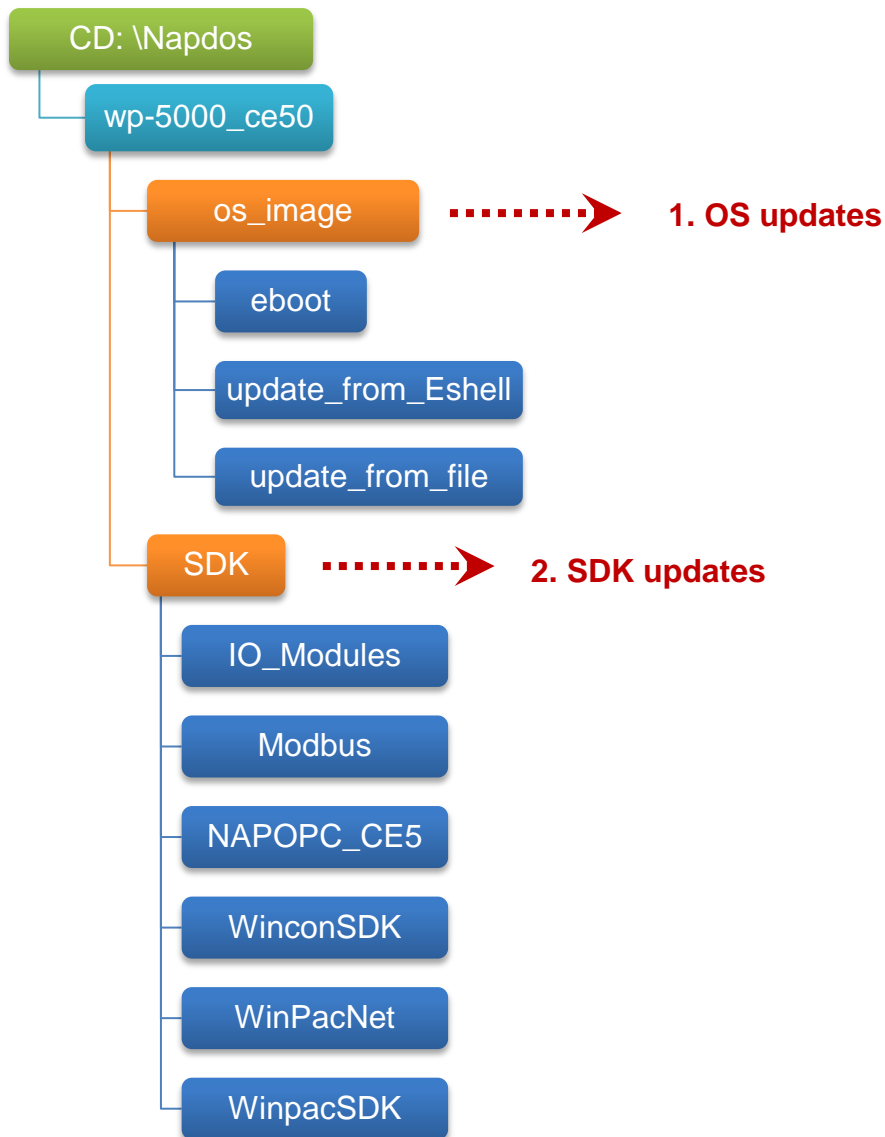 CD: \Napdos
wp-5000_ce50
os_image
1. OS updates
eboot
update_from_Eshell
update_from_file
SDK
2. SDK updates
IO_Modules
Modbus
NAPOPC_CE5
WinconSDK
WinPacNet
WinpacSDK